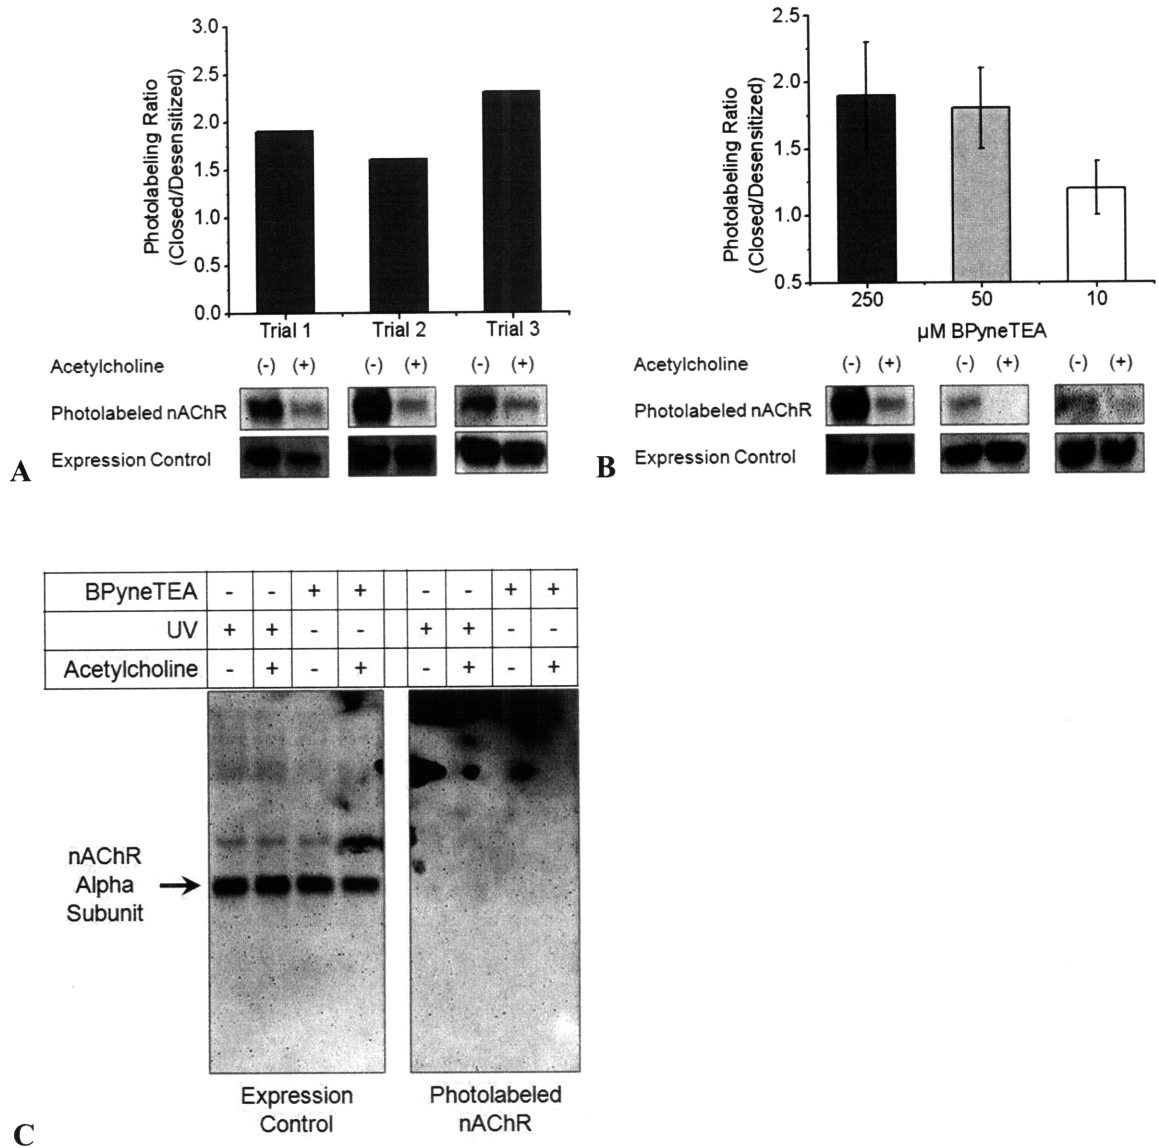 3.0
2.5
2.0
1.5
1.0
0.5
0.0
Photolabeling Ratio
(Closed/Desensitized)
Trial 1 Trial 2 Trial 3
Acetylcholine (-) (+) (-) (+) (-) (+)
Photolabeled nAChR
Expression Control
A
2.5
2.0
1.5
1.0
0.5
Photolabeling Ratio
(Closed/Desensitized)
250 50 10
µM BPyneTEA
Acetylcholine (-) (+) (-) (+) (-) (+)
Photolabeled nAChR
Expression Control
B
BPyneTEA - - + + - - + +
UV + + - - + + - -
Acetylcholine - + - + - + - +
nAChR
Alpha
Subunit
Expression
Control
Photolabeled
nAChR
C